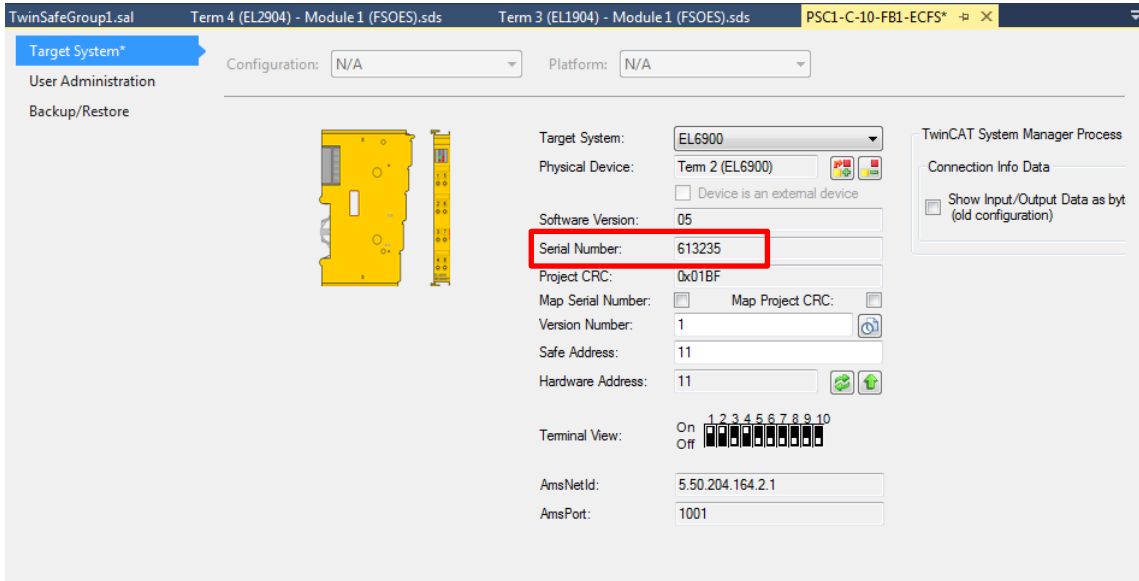 TwinSafeGroup1.sal Term 4 (EL2904) - Module 1 (FSOES).sds Term 3 (EL1904) - Module 1 (FSOES).sds PSC1-C-10-FB1-ECFS*
Target System*
User Administration
Backup/Restore
Configuration: N/A Platform: N/A
Target System: EL6900
Physical Device: Term 2 (EL6900)
Device is an external device
Software Version: 05
Serial Number: 613235
Project CRC: 0x01BF
Map Serial Number: Map Project CRC:
Version Number: 1
Safe Address: 11
Hardware Address: 11
1 2 3 4 5 6 7 8 9 10
Terminal View: On
Off
AmsNetId: 5.50.204.164.2.1
AmsPort: 1001
TwinCAT System Manager Process
Connection Info Data
Show Input/Output Data as byt
(old configuration)